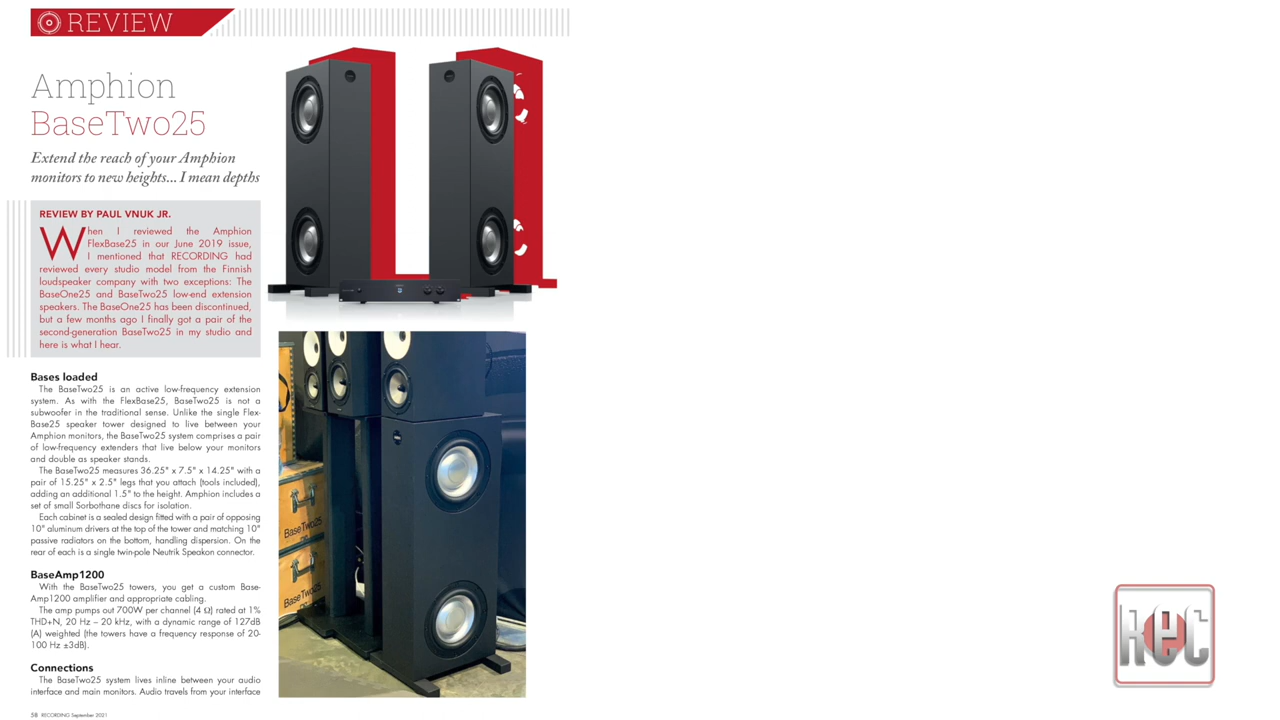 REVIEW
Amphion
BaseTwo25
Extend the reach of your Amphion
monitors to new heights... I mean depths
REVIEW BY PAUL VNUK JR.
When I reviewed the Amphion
FlexBase25 in our June 2019 issue,
I mentioned that RECORDING had
reviewed every studio model from the Finnish
loudspeaker company with two exceptions: The
BaseOne25 and BaseTwo25 low-end extension
speakers. The BaseOne25 has been discontinued,
but a few months ago I finally got a pair of the
second-generation BaseTwo25 in my studio and
here is what I hear.
Bases loaded
The BaseTwo25 is an active low-frequency extension
system. As with the FlexBase25, BaseTwo25 is not a
subwoofer in the traditional sense. Unlike the single Flex-
Base25 speaker tower designed to live between your
Amphion monitors, the BaseTwo25 system comprises a pair
of low-frequency extenders that live below your monitors
and double as speaker stands.
The BaseTwo25 measures 36.25" x 7.5" x 14.25" with a
pair of 15.25" x 2.5" legs that you attach (tools included),
adding an additional 1.5" to the height. Amphion includes a
set of small Sorbothane discs for isolation.
Each cabinet is a sealed design fitted with a pair of opposing
10" aluminum drivers at the top of the tower and matching 10"
passive radiators on the bottom, handling dispersion. On the
rear of each is a single twin-pole Neutrik Speakon connector.
BaseAmp1200
With the BaseTwo25 towers, you get a custom Base-
Amp1200 amplifier and appropriate cabling.
The amp pumps out 700W per channel (4 Ω) rated at 1%
THD+N, 20 Hz – 20 kHz, with a dynamic range of 127dB
(A) weighted (the towers have a frequency response of 20-
100 Hz ±3dB).
Connections
The BaseTwo25 system lives inline between your audio
interface and main monitors. Audio travels from your interface
BaseTwo25
BaseTwo25
58 RECORDING September 2021
REC